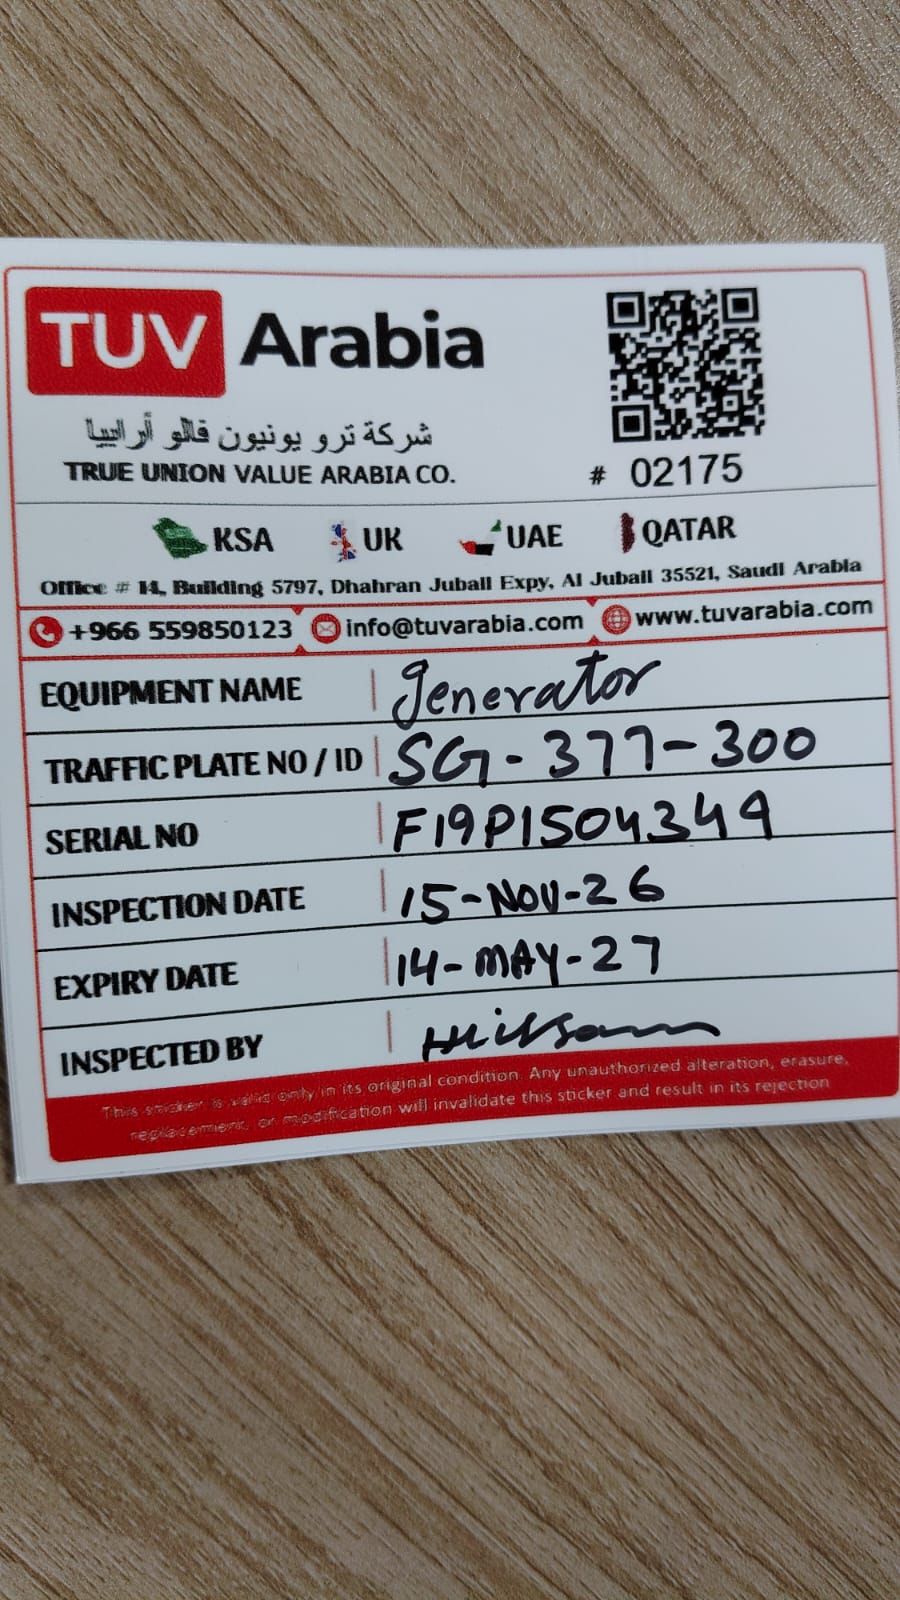 TUV Arabia
شركة ترو يونيون فالو أرابيا
TRUE UNION VALUE ARABIA CO.
# 02175
KSA UK UAE QATAR
Office # 14, Building 5797, Dhahran Juball Expy, Al Juball 35521, Saudi Arabia
+966 559850123 info@tuvarabia.com www.tuvarabia.com
EQUIPMENT NAME generator
TRAFFIC PLATE NO / ID SG-377-300
SERIAL NO F19P1504349
INSPECTION DATE 15-NOV-26
EXPIRY DATE 14-MAY-27
INSPECTED BY
This sticker is valid only in its original condition. Any unauthorized alteration, erasure,
replacement, or modification will invalidate this sticker and result in its rejection